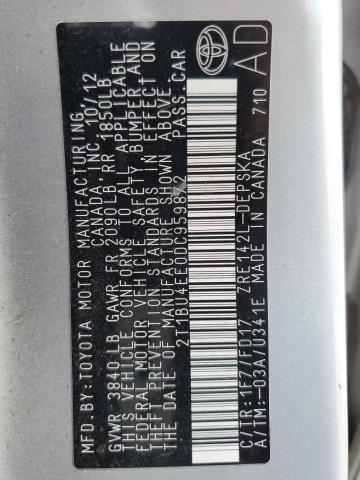 MFD.BY: TOYOTA MOTOR MANUFACTURING,
CANADA, INC. 10/12
GVWR 3840LB GAWR FR 2090LB RR 1850LB
THIS VEHICLE CONFORMS TO ALL APPLICABLE
FEDERAL MOTOR VEHICLE SAFETY, BUMPER, AND
THEFT PREVENTION STANDARDS IN EFFECT ON
THE DATE OF MANUFACTURE SHOWN ABOVE.
2T1BU4EE0DC959872 PASS.CAR
C/TR:1F7/FD17 ZRE142L-DEPSKA
A/TM:-03A/U341E MADE IN CANADA 710
AD